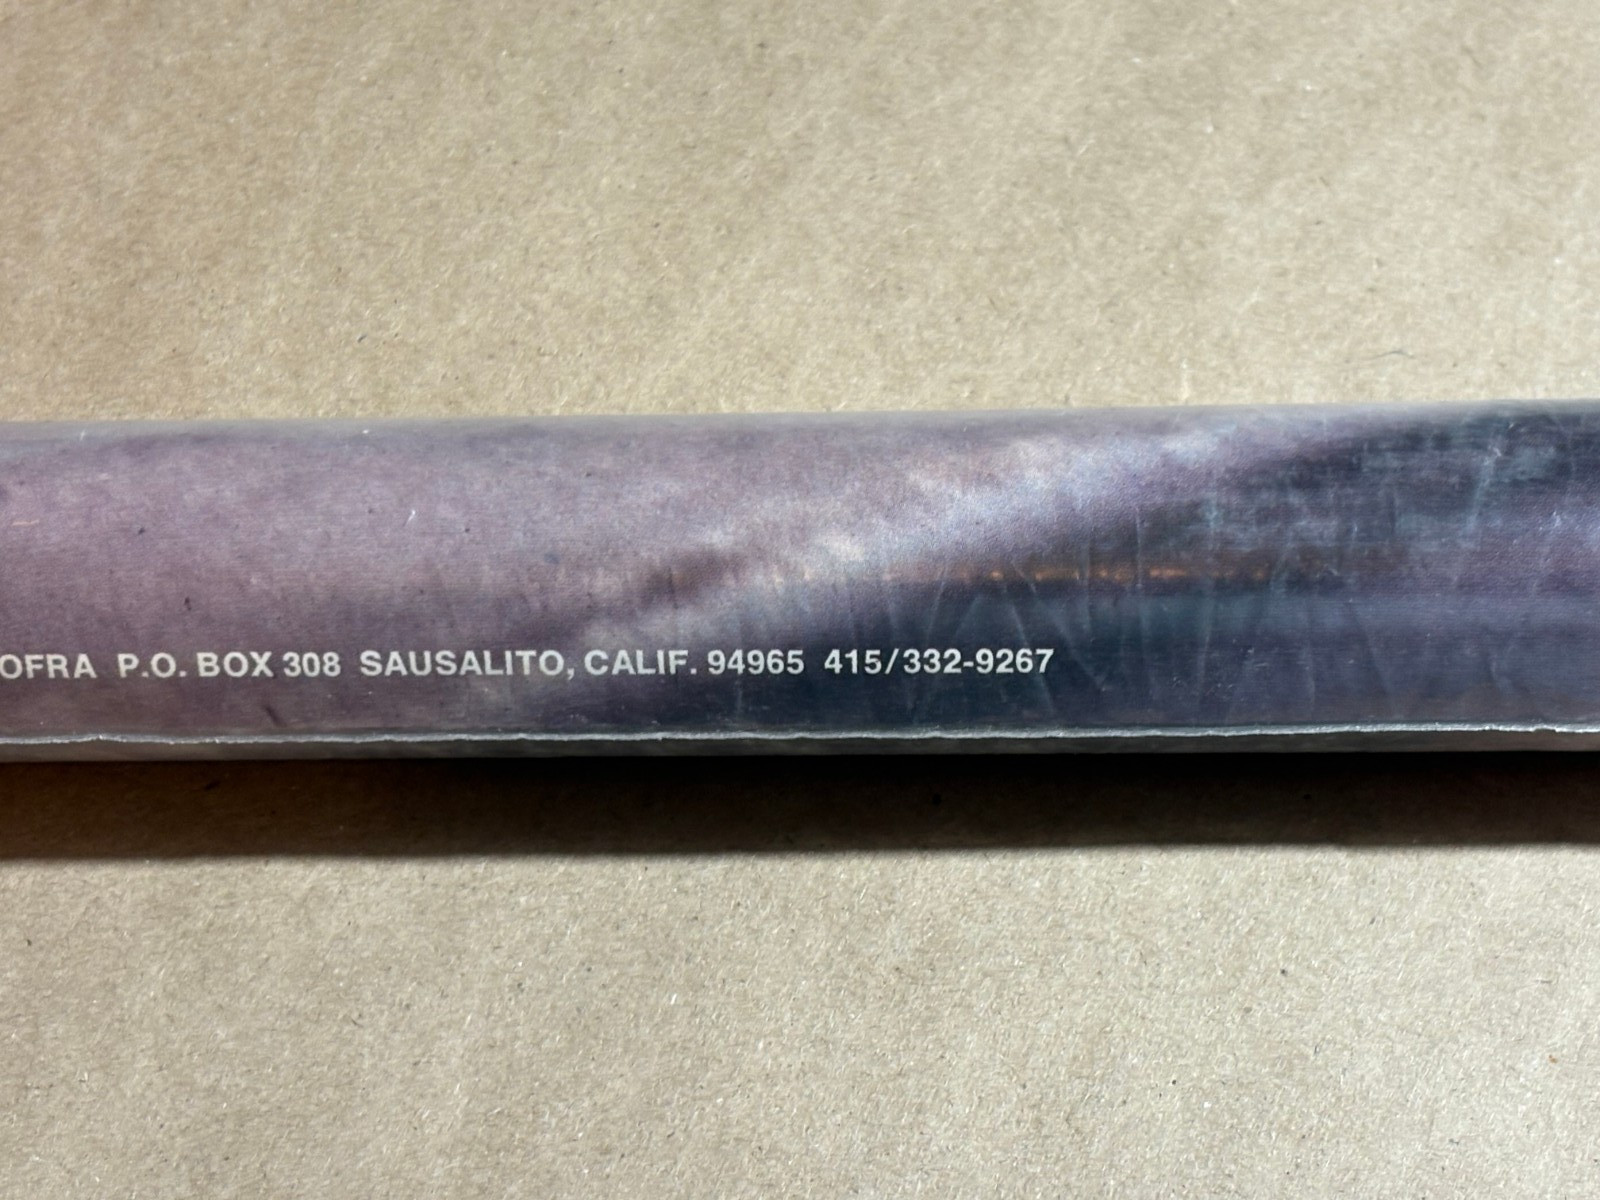 OFRA P.O. BOX 308 SAUSALITO, CALIF. 94965 415/332-9267